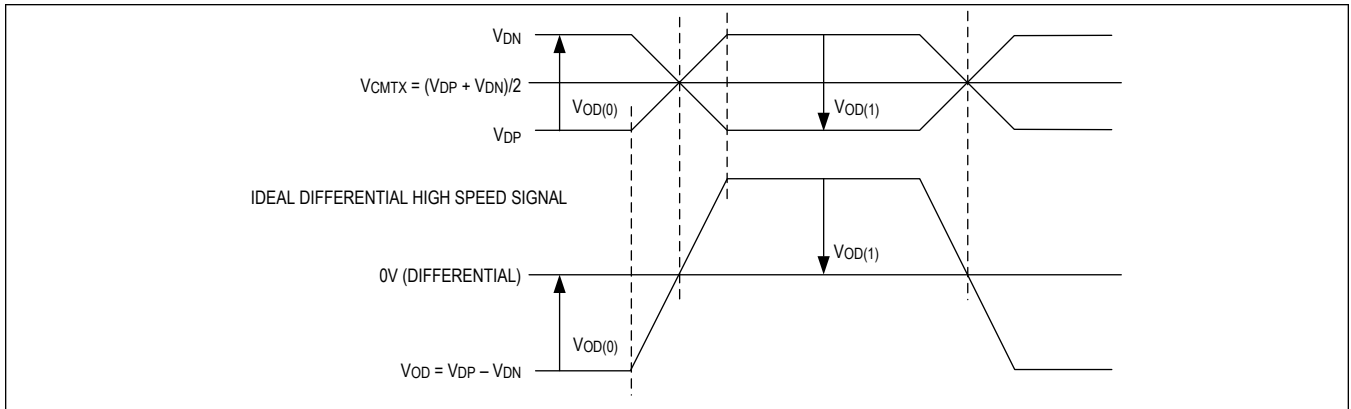 VDN
VCMTX = (VDP + VDN)/2
VOD(0)
VOD(1)
VDP
IDEAL DIFFERENTIAL HIGH SPEED SIGNAL
VOD(1)
0V (DIFFERENTIAL)
VOD(0)
VOD = VDP – VDN